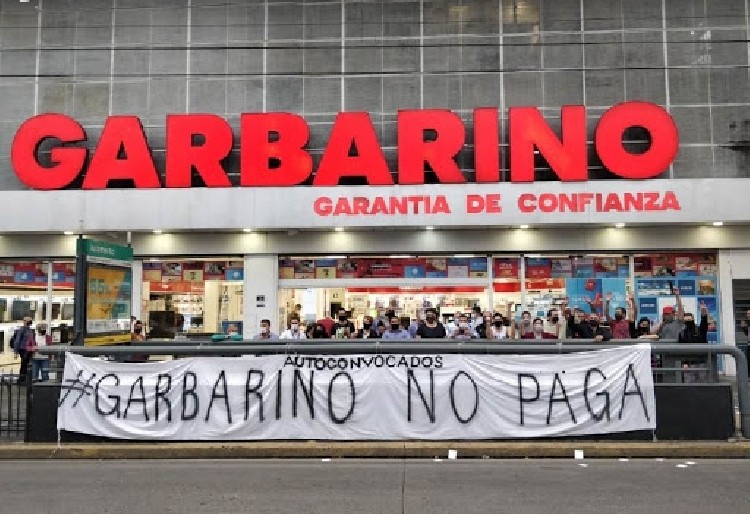 GARBARINO
GARANTIA DE CONFIANZA
AUTOCONVOCADOS
#GARBARINO NO PAGA